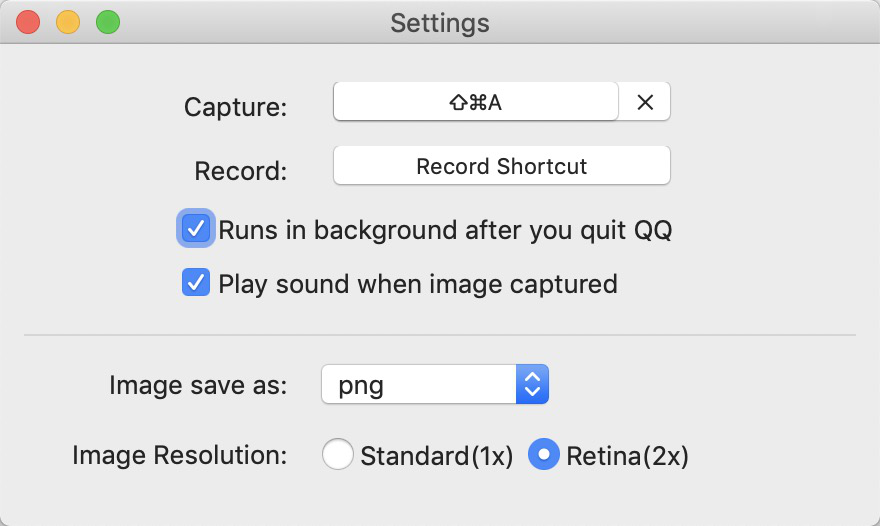 Settings
Capture: ⇧⌘A ×
Record: Record Shortcut
Runs in background after you quit QQ
Play sound when image captured
Image save as: png
Image Resolution: Standard(1x) Retina(2x)